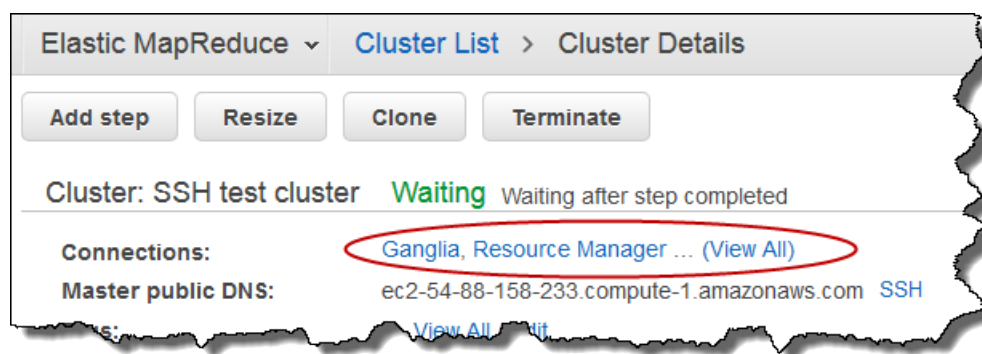 Elastic MapReduce Cluster List > Cluster Details
Add step Resize Clone Terminate
Cluster: SSH test cluster Waiting Waiting after step completed
Connections: Ganglia, Resource Manager ... (View All)
Master public DNS: ec2-54-88-158-233.compute-1.amazonaws.com SSH
View All